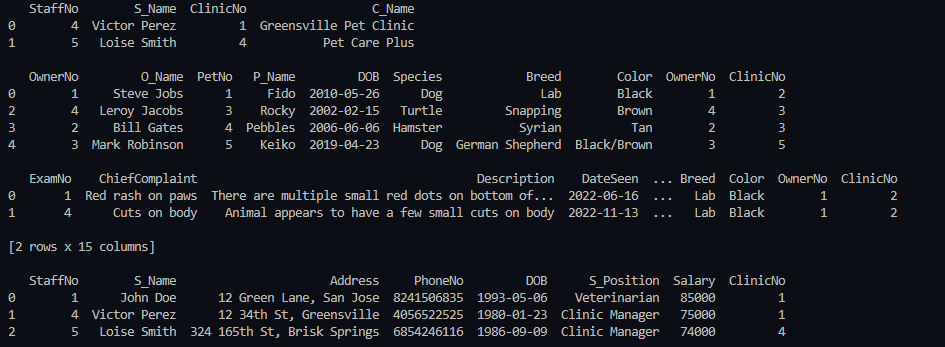 StaffNo S_Name ClinicNo C_Name
0 4 Victor Perez 1 Greensville Pet Clinic
1 5 Loise Smith 4 Pet Care Plus
OwnerNo O_Name PetNo P_Name DOB Species Breed Color OwnerNo ClinicNo
0 1 Steve Jobs 1 Fido 2010-05-26 Dog Lab Black 1 2
2 4 Leroy Jacobs 3 Rocky 2002-02-15 Turtle Snapping Brown 4 3
3 2 Bill Gates 4 Pebbles 2006-06-06 Hamster Syrian Tan 2 3
4 3 Mark Robinson 5 Keiko 2019-04-23 Dog German Shepherd Black/Brown 3 5
ExamNo ChiefComplaint Description DateSeen ... Breed Color OwnerNo ClinicNo
0 1 Red rash on paws There are multiple small red dots on bottom of... 2022-06-16 ... Lab Black 1 2
1 4 Cuts on body Animal appears to have a few small cuts on body 2022-11-13 ... Lab Black 1 2
[2 rows x 15 columns]
StaffNo S_Name Address PhoneNo DOB S_Position Salary ClinicNo
0 1 John Doe 12 Green Lane, San Jose 8241506835 1993-05-06 Veterinarian 85000 1
1 4 Victor Perez 12 34th St, Greensville 4056522525 1980-01-23 Clinic Manager 75000 1
2 5 Loise Smith 324 165th St, Brisk Springs 6854246116 1986-09-09 Clinic Manager 74000 4